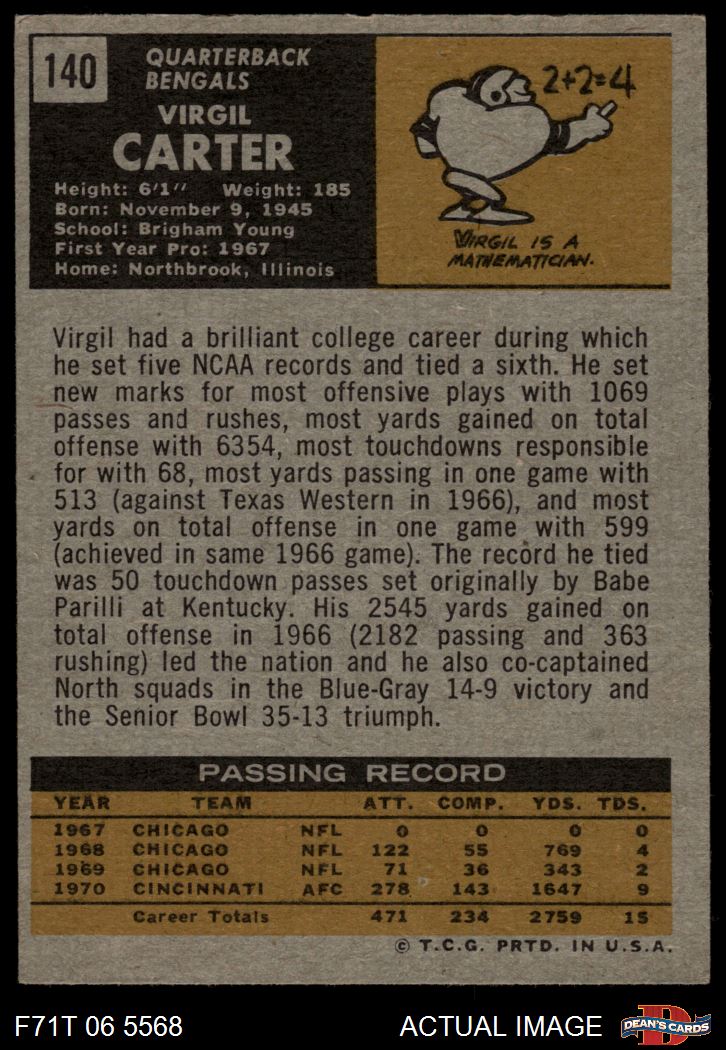 140
QUARTERBACK
BENGALS
VIRGIL
CARTER
Height: 6'1" Weight: 185
Born: November 9, 1945
School: Brigham Young
First Year Pro: 1967
Home: Northbrook, Illinois
2+2=4
VIRGIL IS A
MATHEMATICIAN.
Virgil had a brilliant college career during which
he set five NCAA records and tied a sixth. He set
new marks for most offensive plays with 1069
passes and rushes, most yards gained on total
offense with 6354, most touchdowns responsible
for with 68, most yards passing in one game with
513 (against Texas Western in 1966), and most
yards on total offense in one game with 599
(achieved in same 1966 game). The record he tied
was 50 touchdown passes set originally by Babe
Parilli at Kentucky. His 2545 yards gained on
total offense in 1966 (2182 passing and 363
rushing) led the nation and he also co-captained
North squads in the Blue-Gray 14-9 victory and
the Senior Bowl 35-13 triumph.
PASSING RECORD
YEAR TEAM ATT. COMP. YDS. TDS.
1967 CHICAGO NFL 0 0 0 0
1968 CHICAGO NFL 122 55 769 4
1969 CHICAGO NFL 71 36 343 2
1970 CINCINNATI AFC 278 143 1647 9
Career Totals 471 234 2759 15
© T.C.G. PRTD. IN U.S.A.
F71T 06 5568 ACTUAL IMAGE
D
DEAN'S CARDS